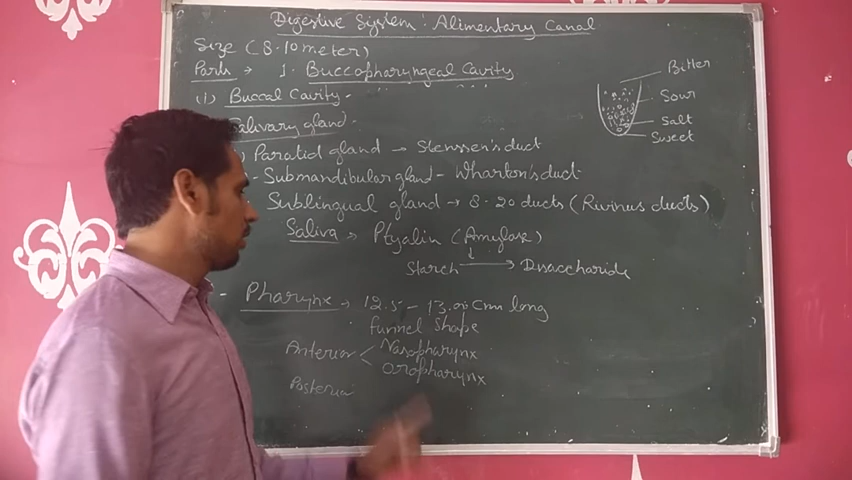 Digestive System : Alimentary Canal
Size (8-10 meter)
Parts → 1. Buccopharyngeal Cavity
(i) Buccal Cavity -
Salivary gland -
) Paratid gland → Stenssen's duct
- Submandibular gland - Wharton's duct
Sublingual gland → 8-20 ducts (Rivinus ducts)
Saliva → Ptyalin (Amylase)
Starch → Disaccharide
- Pharynx → 12.5 - 13.00 cm long
funnel shape
Anterior < Nasopharynx
Oropharynx
Posterior
Bitter
Sour
Salt
Sweet